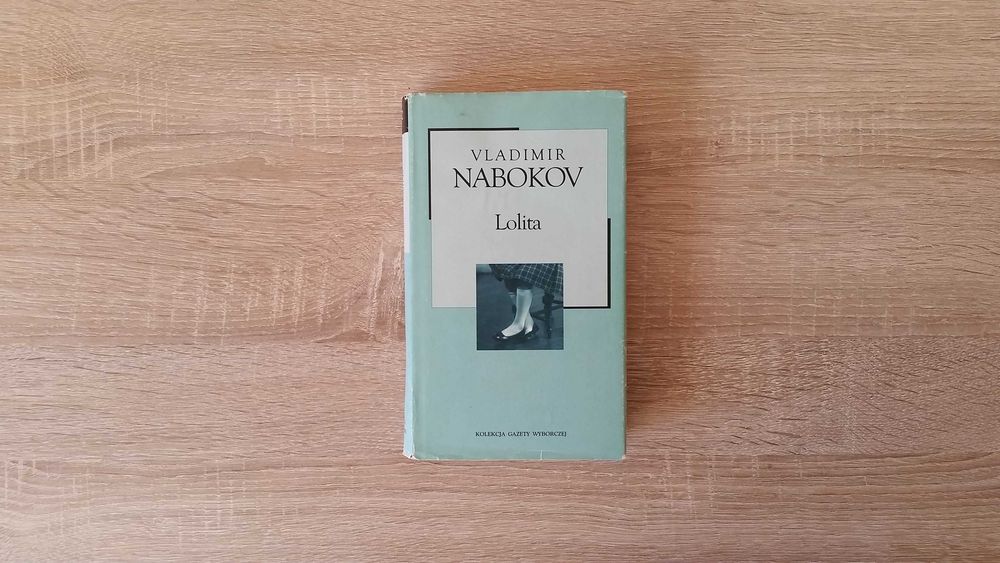 VLADIMIR
NABOKOV
Lolita
KOLEKCJA GAZETY WYBORCZEJ